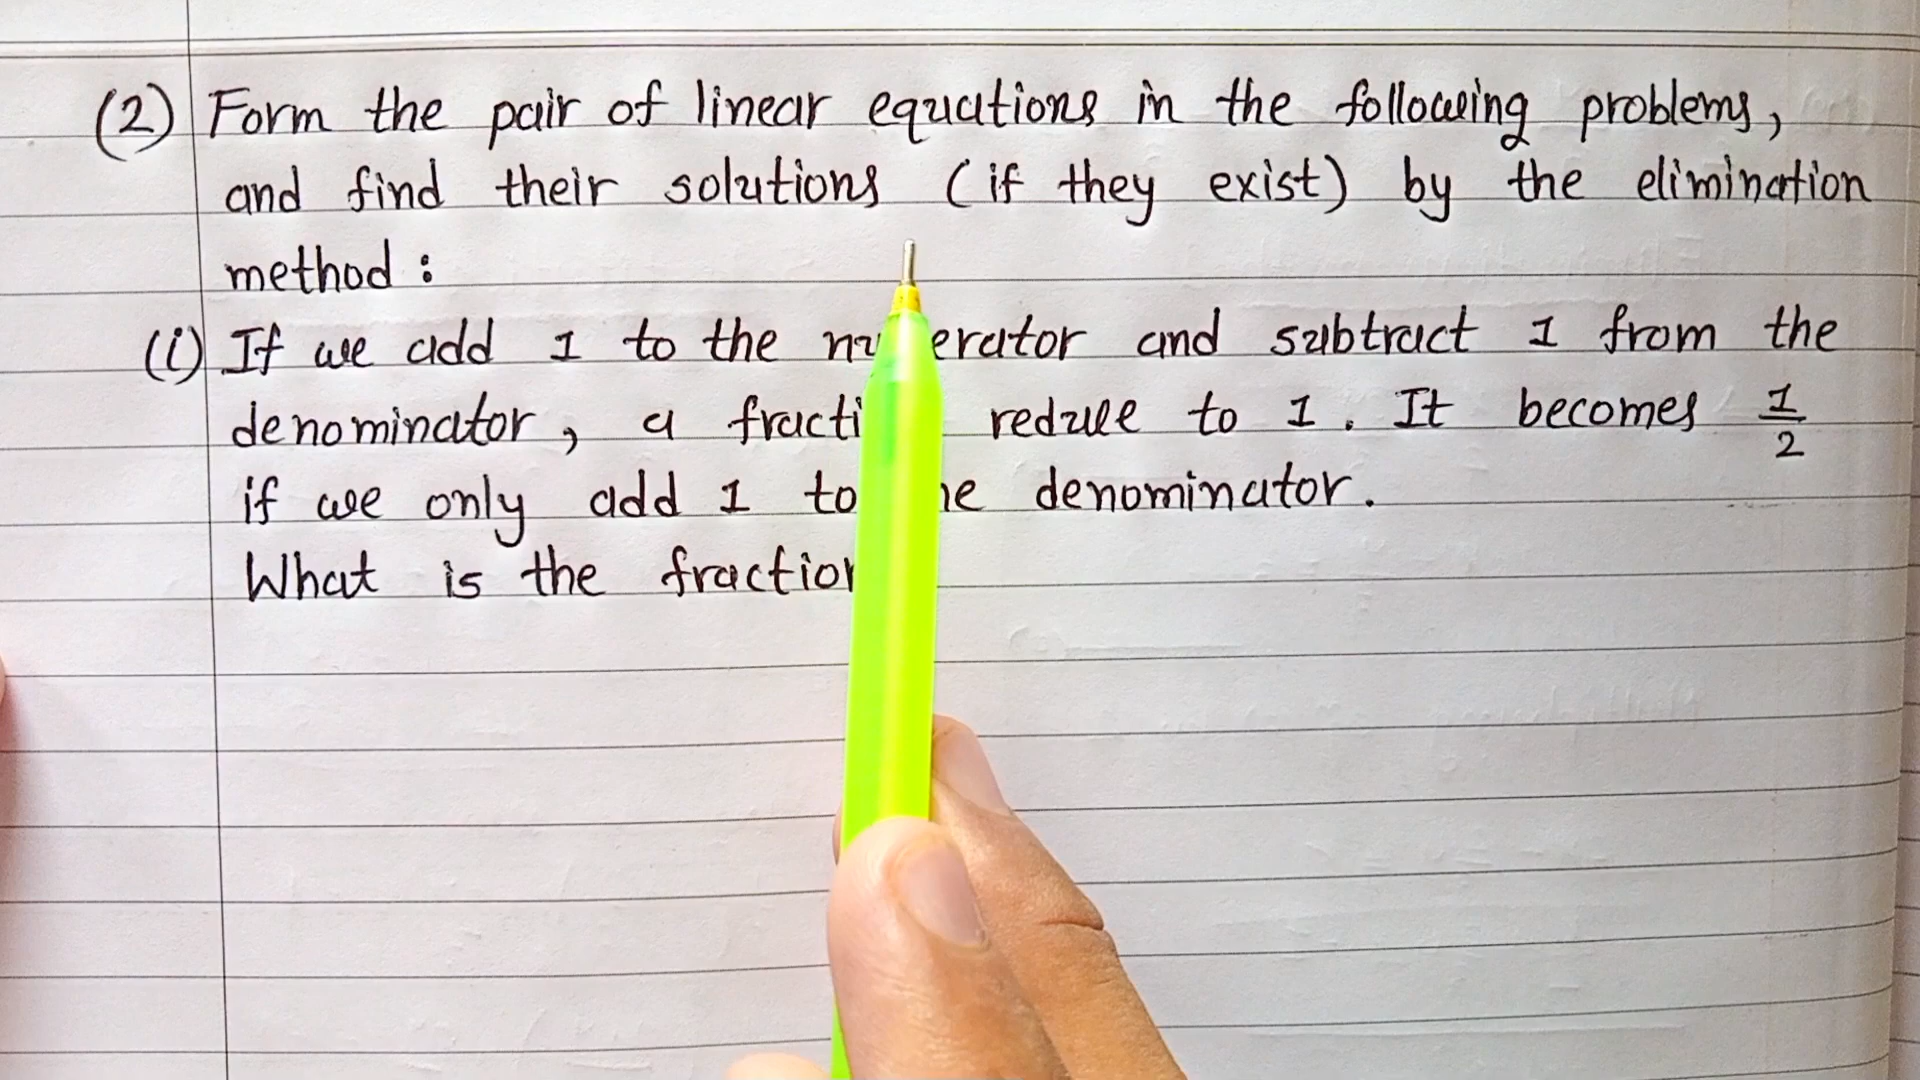 (2) Form the pair of linear equations in the following problems,
and find their solutions (if they exist) by the elimination
method :
(i) If we add 1 to the erator and subtract 1 from the
denominator, a fracti reduce to 1. It becomes 1/2
if we only add 1 to he denominator.
What is the fraction